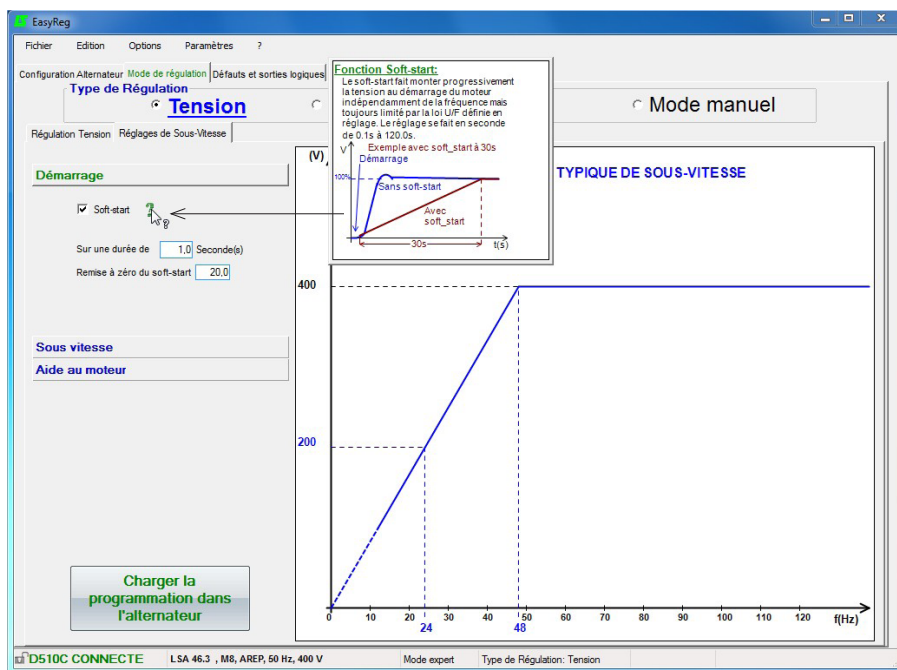 EasyReg
Fichier Edition Options Paramètres ?
Configuration Alternateur Mode de régulation Défauts et sorties logiques
Type de Régulation
Tension
Mode manuel
Régulation Tension Réglages de Sous-Vitesse
Démarrage
Soft-start ?
Sur une durée de 1,0 Seconde(s)
Remise à zéro du soft-start 20,0
Sous vitesse
Aide au moteur
Charger la
programmation dans
l'alternateur
Fonction Soft-start:
Le soft-start fait monter progressivement
la tension au démarrage du moteur
indépendamment de la fréquence mais
toujours limité par la loi U/F définie en
réglage. Le réglage se fait en seconde
de 0.1s à 120.0s.
V Exemple avec soft_start à 30s
Démarrage
100%
Sans soft-start
Avec
soft_start
30s t(s)
(V)
TYPIQUE DE SOUS-VITESSE
400
200
0 10 20 30 40 50 60 70 80 90 100 110 120 f(Hz)
24 48
D510C CONNECTE LSA 46.3 , M8, AREP, 50 Hz, 400 V Mode expert Type de Régulation: Tension